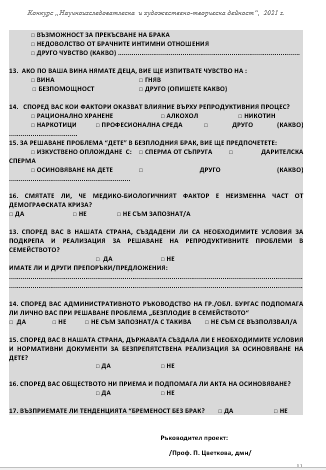 Конкурс „Научноизследователска и художествено-творческа дейност“, 2021 г.
□ ВЪЗМОЖНОСТ ЗА ПРЕКЪСВАНЕ НА БРАКА
□ НЕДОВОЛСТВО ОТ БРАЧНИТЕ ИНТИМНИ ОТНОШЕНИЯ
□ ДРУГО ЧУВСТВО (КАКВО) ................................................
13. АКО ПО ВАША ВИНА НЯМАТЕ ДЕЦА, ВИЕ ЩЕ ИЗПИТВАТЕ ЧУВСТВО НА :
□ ВИНА □ ГНЯВ
□ БЕЗПОМОЩНОСТ □ ДРУГО (ОПИШЕТЕ КАКВО)
14. СПОРЕД ВАС КОИ ФАКТОРИ ОКАЗВАТ ВЛИЯНИЕ ВЪРХУ РЕПРОДУКТИВНИЯ ПРОЦЕС?
□ РАЦИОНАЛНО ХРАНЕНЕ □ АЛКОХОЛ □ НИКОТИН
□ НАРКОТИЦИ □ ПРОФЕСИОНАЛНА СРЕДА □ ДРУГО (КАКВО)
................................
15. ЗА РЕШАВАНЕ ПРОБЛЕМА “ДЕТЕ” В БЕЗПЛОДНИЯ БРАК, ВИЕ ЩЕ ПРЕДПОЧЕТЕТЕ:
□ ИЗКУСТВЕНО ОПЛОЖДАНЕ С: □ СПЕРМА ОТ СЪПРУГА □ ДАРИТЕЛСКА
СПЕРМА
□ ОСИНОВЯВАНЕ НА ДЕТЕ □ ДРУГО (КАКВО)
................................................
16. СМЯТАТЕ ЛИ, ЧЕ МЕДИКО-БИОЛОГИЧНИЯТ ФАКТОР Е НЕИЗМЕННА ЧАСТ ОТ
ДЕМОГРАФСКАТА КРИЗА?
□ ДА □ НЕ □ НЕ СЪМ ЗАПОЗНАТ/А
13. СПОРЕД ВАС В НАШАТА СТРАНА, СЪЗДАДЕНИ ЛИ СА НЕОБХОДИМИТЕ УСЛОВИЯ ЗА
ПОДКРЕПА И РЕАЛИЗАЦИЯ ЗА РЕШАВАНЕ НА РЕПРОДУКТИВНИТЕ ПРОБЛЕМИ В
СЕМЕЙСТВОТО?
□ ДА □ НЕ
ИМАТЕ ЛИ И ДРУГИ ПРЕПОРЪКИ/ПРЕДЛОЖЕНИЯ:
................................................................................................
................................................................................................
14. СПОРЕД ВАС АДМИНИСТРАТИВНОТО РЪКОВОДСТВО НА ГР./ОБЛ. БУРГАС ПОДПОМАГА
ЛИ ЛИЧНО ВАС ПРИ РЕШАВАНЕ ПРОБЛЕМА „БЕЗПЛОДИЕ В СЕМЕЙСТВОТО“
□ ДА □ НЕ □ НЕ СЪМ ЗАПОЗНАТ/А С ТАКИВА □ НЕ СЪМ СЕ ВЪЗПОЛЗВАЛ/А
15. СПОРЕД ВАС В НАШАТА СТРАНА, ДЪРЖАВАТА СЪЗДАЛА ЛИ Е НЕОБХОДИМИТЕ УСЛОВИЯ
И НОРМАТИВНИ ДОКУМЕНТИ ЗА БЕЗПРЕПЯТСТВЕНА РЕАЛИЗАЦИЯ ЗА ОСИНОВЯВАНЕ НА
ДЕТЕ?
□ ДА □ НЕ
16. СПОРЕД ВАС ОБЩЕСТВОТО НИ ПРИЕМА И ПОДПОМАГА ЛИ АКТА НА ОСИНОВЯВАНЕ?
□ ДА □ НЕ
17. ВЪЗПРИЕМАТЕ ЛИ ТЕНДЕНЦИЯТА “БРЕМЕНОСТ БЕЗ БРАК? □ ДА □ НЕ
Ръководител проект:
/Проф. П. Цветкова, дмн/